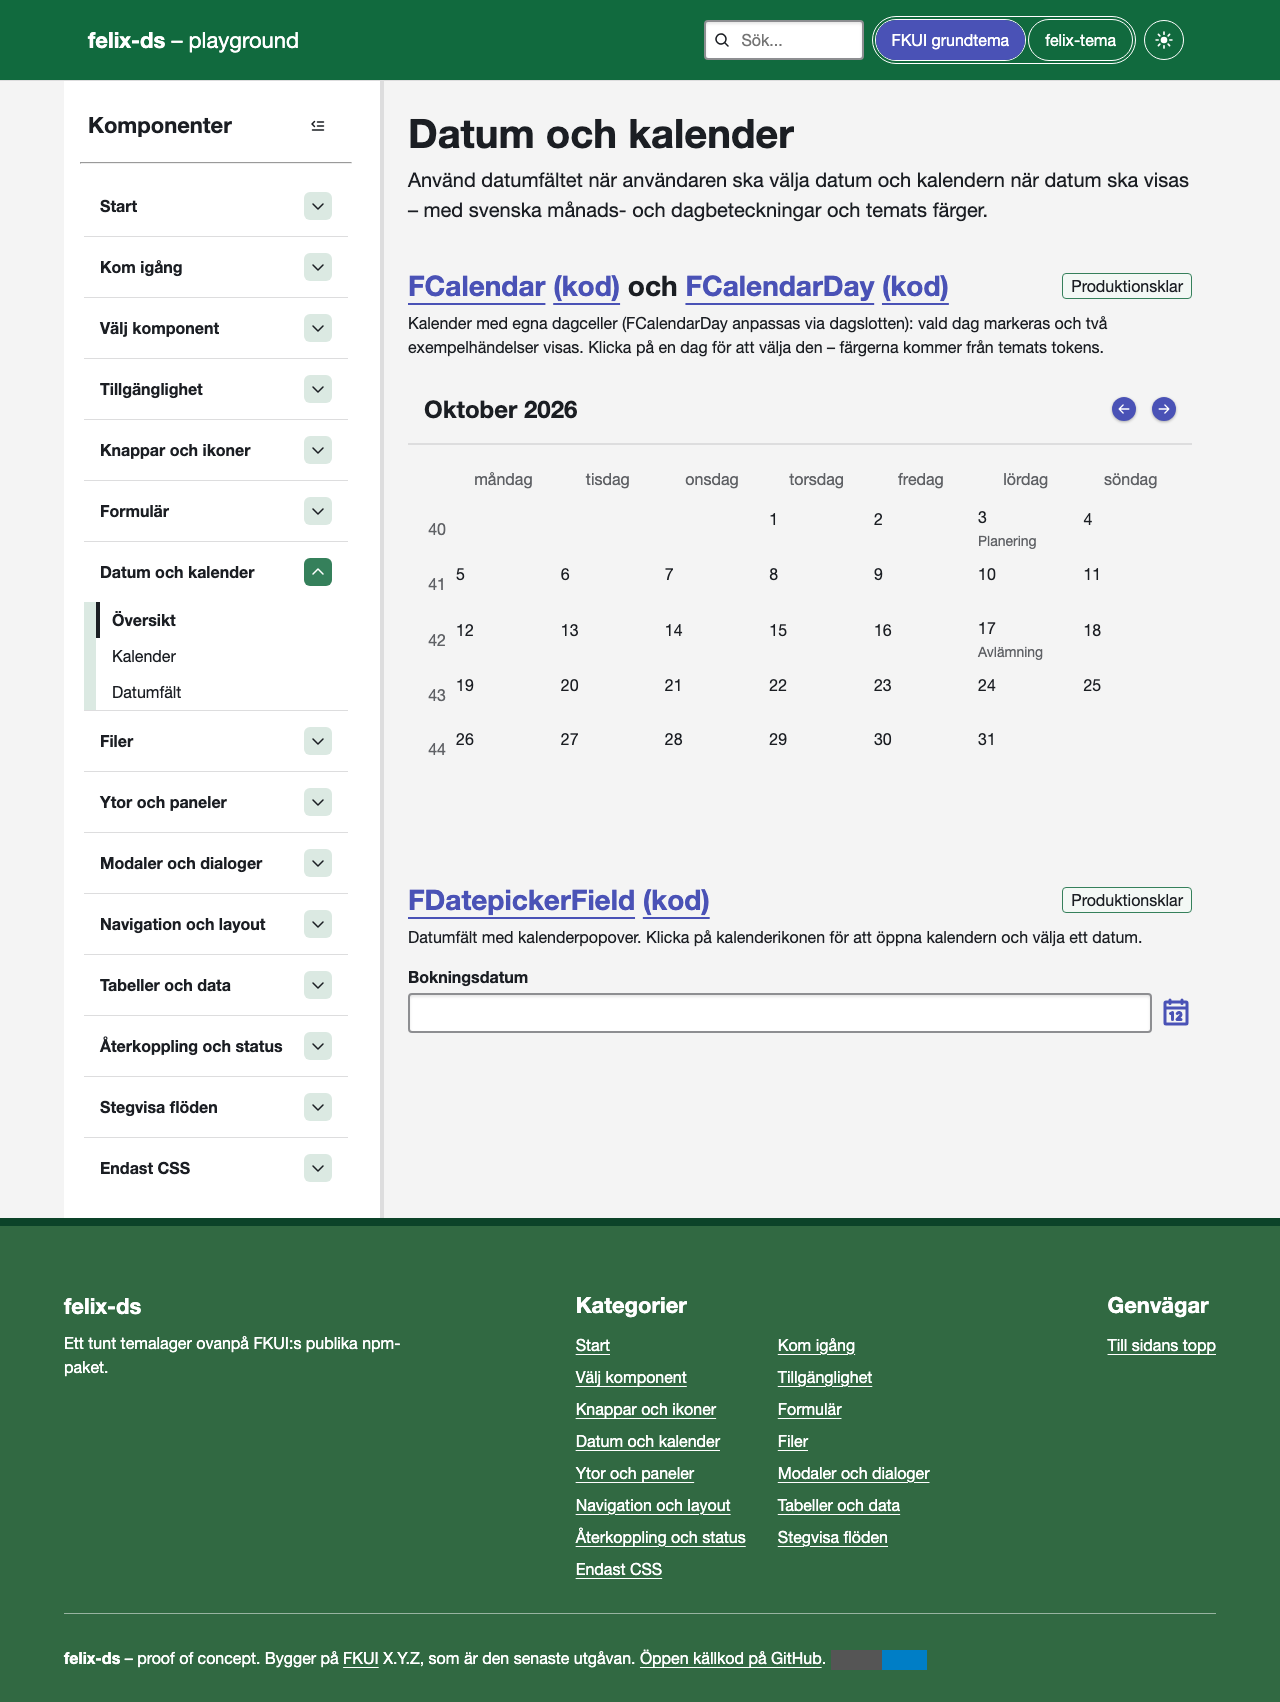 felix-ds – playground
Sök...
FKUI grundtema
felix-tema
Komponenter
Start
Kom igång
Välj komponent
Tillgänglighet
Knappar och ikoner
Formulär
Datum och kalender
Översikt
Kalender
Datumfält
Filer
Ytor och paneler
Modaler och dialoger
Navigation och layout
Tabeller och data
Återkoppling och status
Stegvisa flöden
Endast CSS
Datum och kalender
Använd datumfältet när användaren ska välja datum och kalendern när datum ska visas
– med svenska månads- och dagbeteckningar och temats färger.
FCalendar (kod) och FCalendarDay (kod)
Produktionsklar
Kalender med egna dagceller (FCalendarDay anpassas via dagslotten): vald dag markeras och två
exempelhändelser visas. Klicka på en dag för att välja den – färgerna kommer från temats tokens.
Oktober 2026
måndag tisdag onsdag torsdag fredag lördag söndag
40 1 2 3 4
Planering
41 5 6 7 8 9 10 11
42 12 13 14 15 16 17 18
Avlämning
43 19 20 21 22 23 24 25
44 26 27 28 29 30 31
FDatepickerField (kod)
Produktionsklar
Datumfält med kalenderpopover. Klicka på kalenderikonen för att öppna kalendern och välja ett datum.
Bokningsdatum
12
felix-ds
Ett tunt temalager ovanpå FKUI:s publika npm-
paket.
Kategorier
Start
Kom igång
Välj komponent
Tillgänglighet
Knappar och ikoner
Formulär
Datum och kalender
Filer
Ytor och paneler
Modaler och dialoger
Navigation och layout
Tabeller och data
Återkoppling och status
Stegvisa flöden
Endast CSS
Genvägar
Till sidans topp
felix-ds – proof of concept. Bygger på FKUI X.Y.Z, som är den senaste utgåvan. Öppen källkod på GitHub.